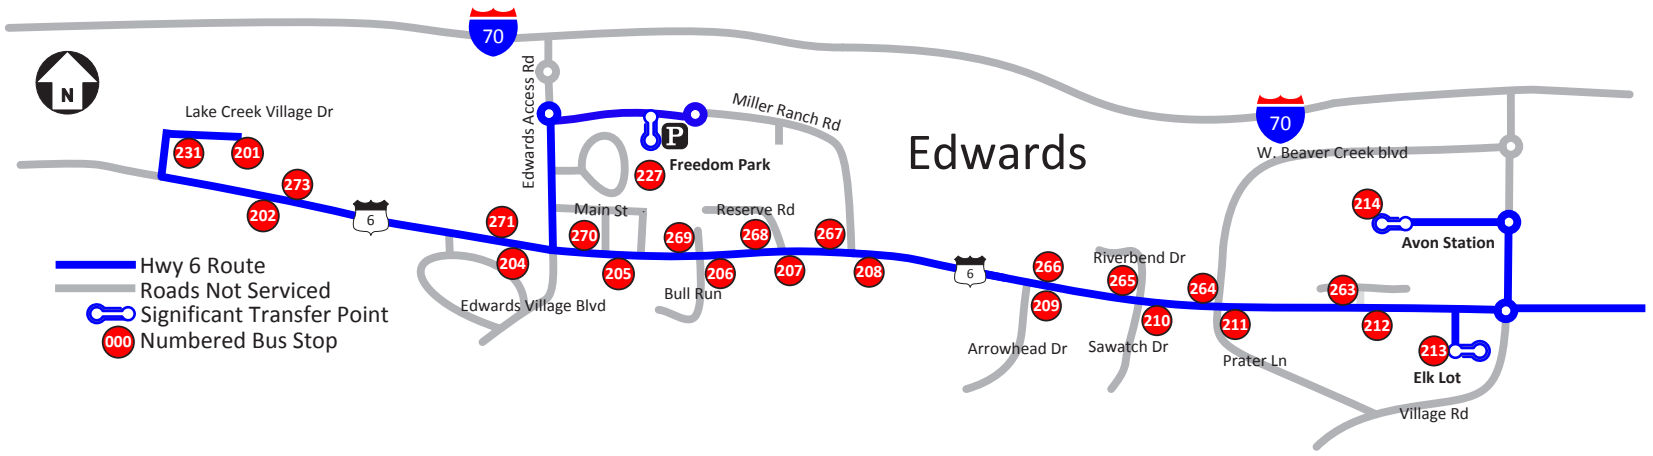 70
N
Lake Creek Village Dr
231
201
273
202
6
Edwards Access Rd
Miller Ranch Rd
P
Freedom Park
227
Edwards
70
W. Beaver Creek blvd
214
Avon Station
271
204
Main St
270
205
269
Reserve Rd
268
206
207
267
208
Bull Run
Edwards Village Blvd
6
266
209
Riverbend Dr
265
264
210
211
263
212
213
Elk Lot
Arrowhead Dr
Sawatch Dr
Prater Ln
Village Rd
Hwy 6 Route
Roads Not Serviced
Significant Transfer Point
000 Numbered Bus Stop